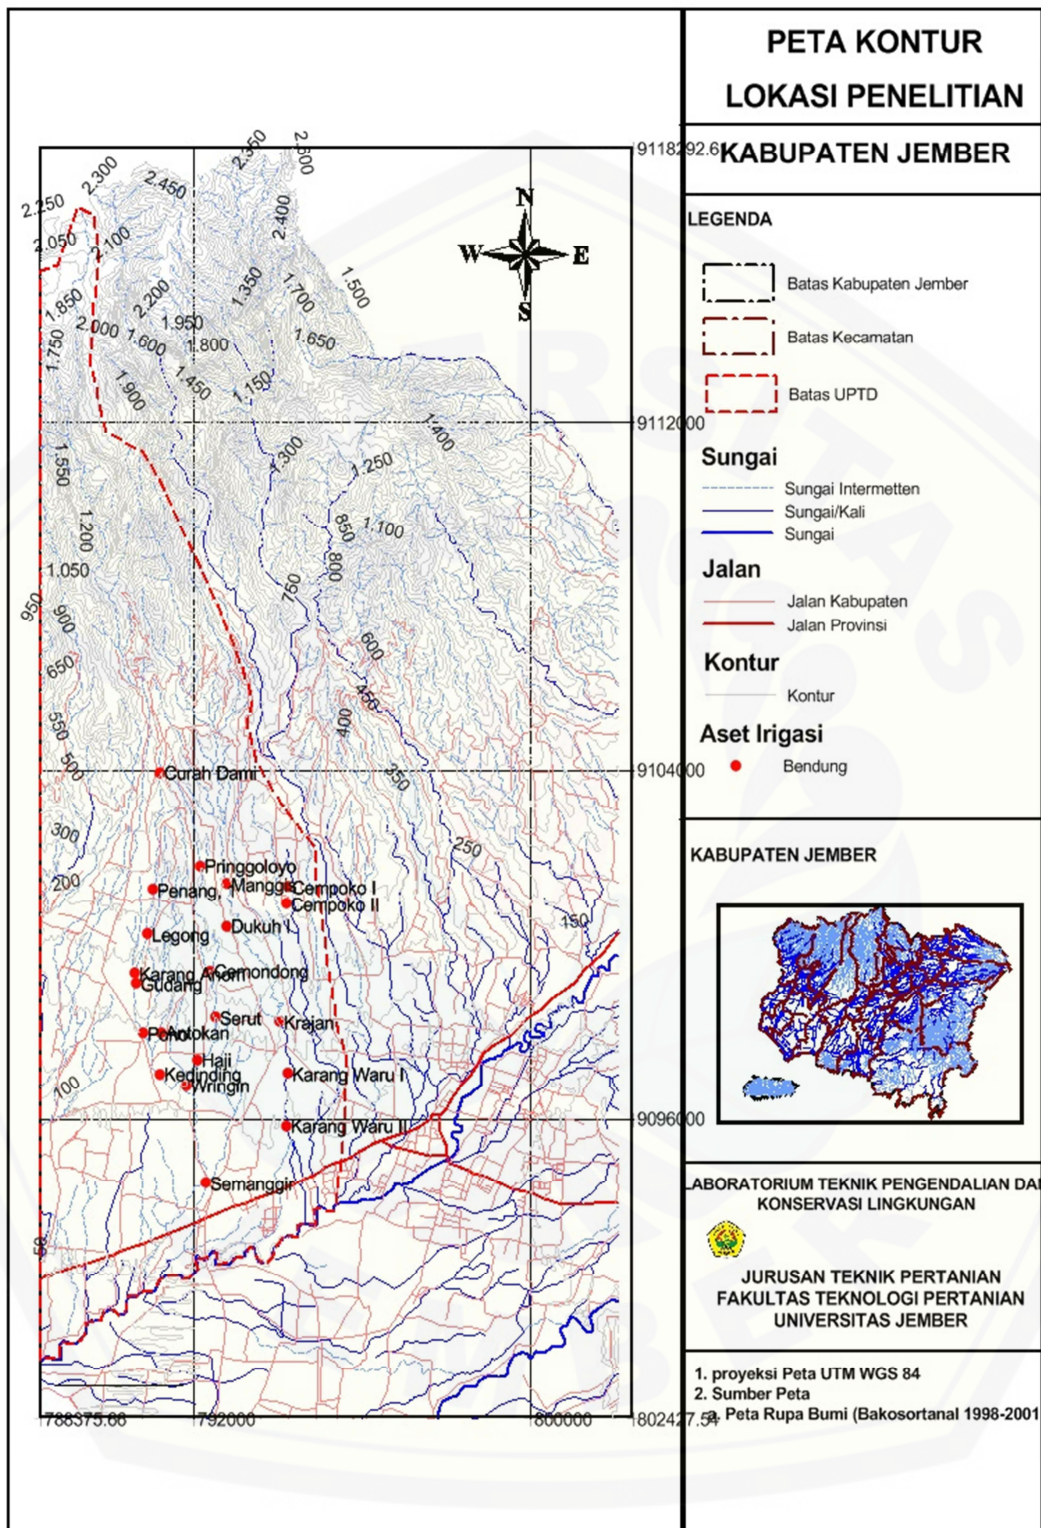 PETA KONTUR
LOKASI PENELITIAN
KABUPATEN JEMBER
LEGENDA
Batas Kabupaten Jember
Batas Kecamatan
Batas UPTD
Sungai
Sungai Intermetten
Sungai/Kali
Sungai
Jalan
Jalan Kabupaten
Jalan Provinsi
Kontur
Kontur
Aset Irigasi
Bendung
KABUPATEN JEMBER
LABORATORIUM TEKNIK PENGENDALIAN DAN
KONSERVASI LINGKUNGAN
JURUSAN TEKNIK PERTANIAN
FAKULTAS TEKNOLOGI PERTANIAN
UNIVERSITAS JEMBER
1. proyeksi Peta UTM WGS 84
2. Sumber Peta
a. Peta Rupa Bumi (Bakosortanal 1998-2001
N
W E
S
9118292.6
9112000
9104000
9096000
788375.68
792000
800000
802427.54
2.350
2.600
2.300
2.450
2.250
2.400
2.050
2.100
1.850
2.200
1.350
1.700
1.500
1.750
2.000
1.950
1.600
1.800
1.650
1.450
1.150
1.900
1.400
1.300
1.250
1.550
1.200
850
1.100
1.050
800
950
750
900
600
650
450
400
550
500
350
300
250
200
150
100
50
Curah Dami
Pringgoloyo
Penang, I
Manggis
Cempoko I
Cempoko II
Dukuh I
Legong
Karang Anom
Cemondong
Gudang
Serut
Krajan
Pono
Antokan
Haji
Kedinding
Wringin
Karang Waru I
Karang Waru II
Semanggir